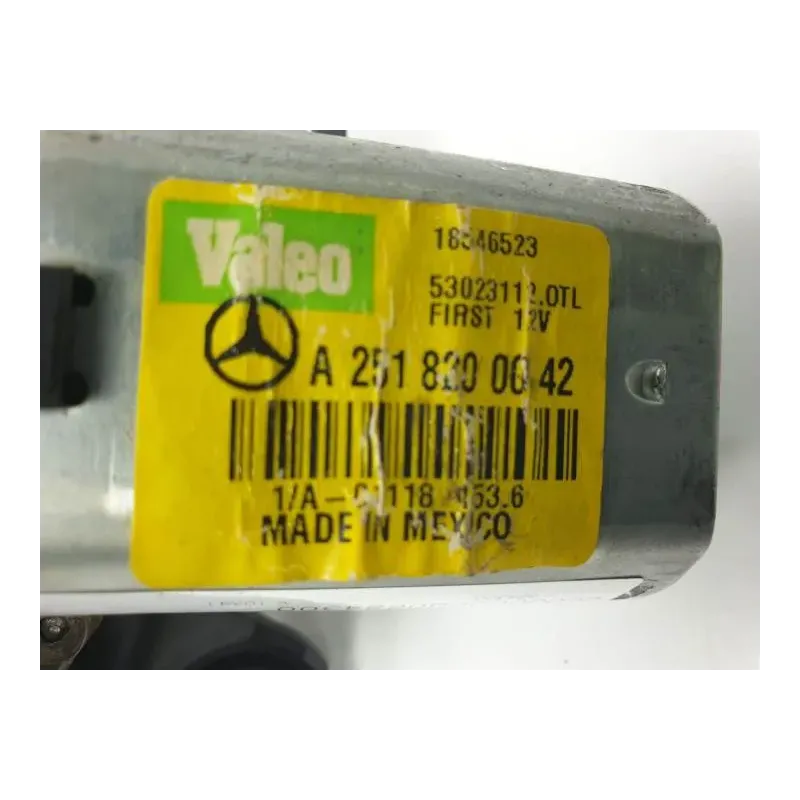 Valeo
18546523
53023112.OTL
FIRST 12V
A 251 820 00 42
MADE IN MEXICO